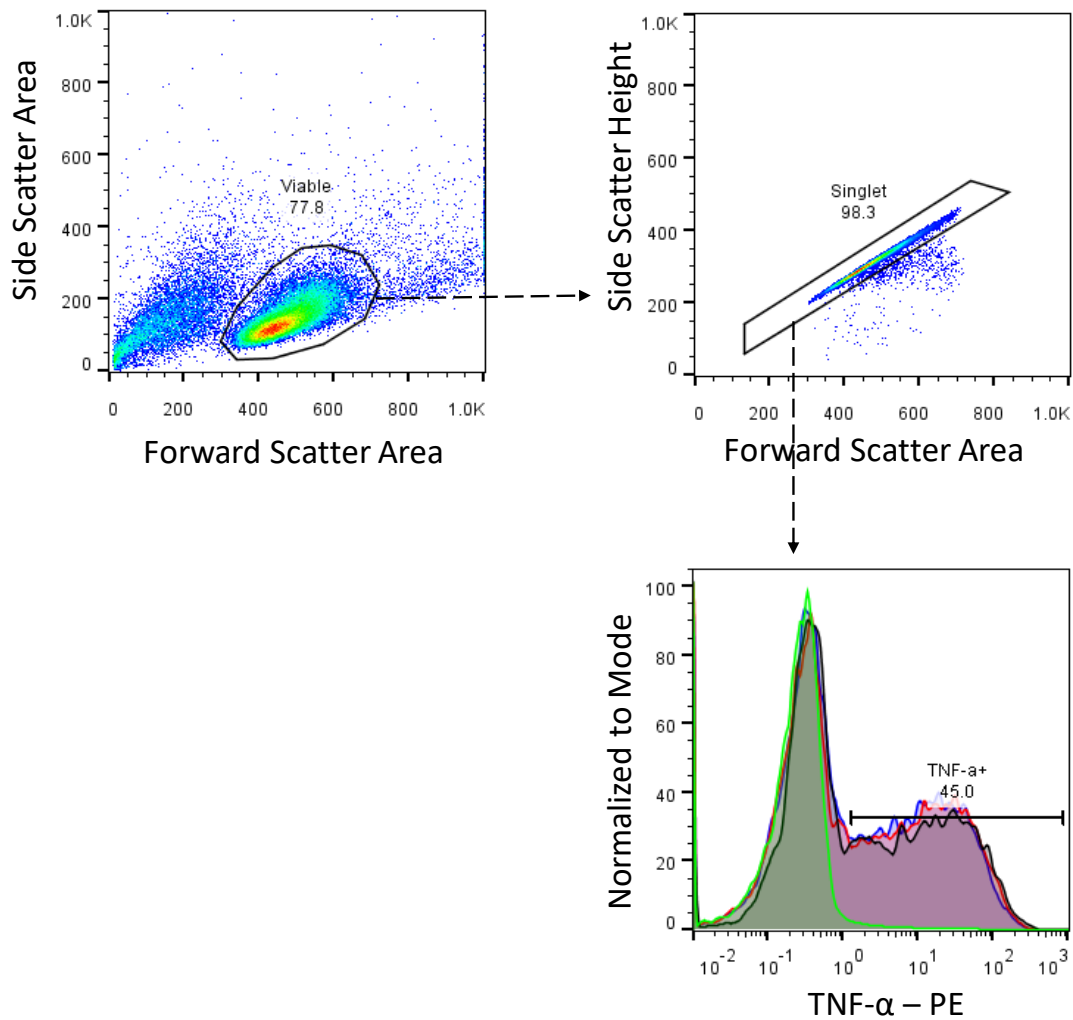 Side Scatter Area
1.0K
800
600
400
200
0
Viable
77.8
0 200 400 600 800 1.0K
Forward Scatter Area
Side Scatter Height
1.0K
800
600
400
200
0
Singlet
98.3
0 200 400 600 800 1.0K
Forward Scatter Area
Normalized to Mode
100
80
60
40
20
0
TNF-a+
45.0
10-2 10-1 100 101 102 103
TNF-α – PE